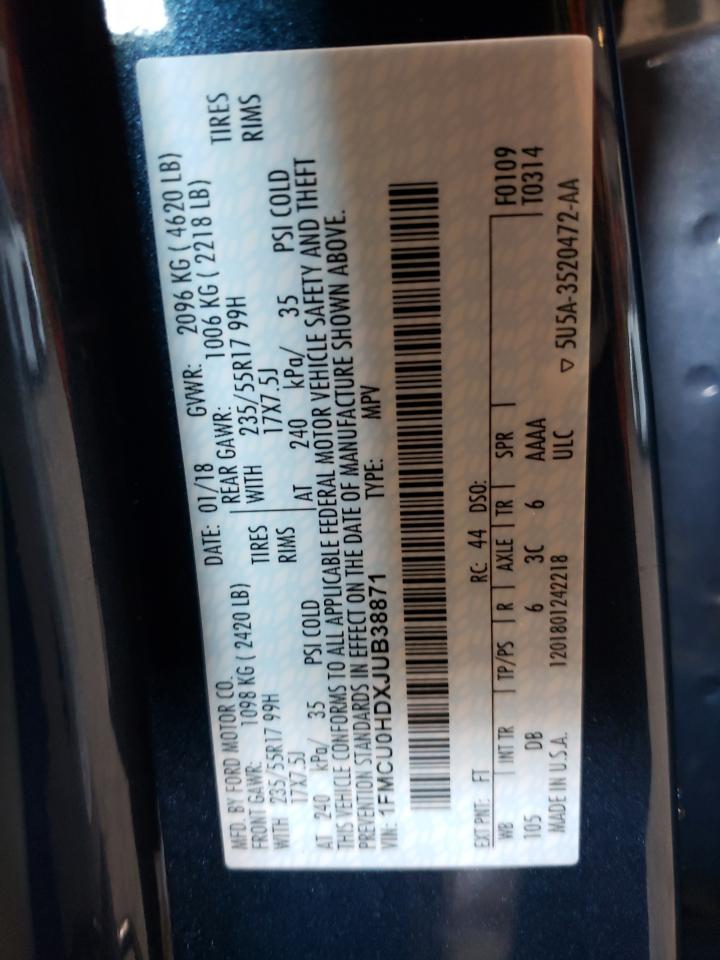 MFD. BY FORD MOTOR CO.
DATE: 01/18 GVWR: 2096 KG ( 4620 LB)
FRONT GAWR: 1098 KG ( 2420 LB) REAR GAWR: 1006 KG ( 2218 LB)
WITH 235/55R17 99H TIRES WITH 235/55R17 99H TIRES
17X7.5J RIMS 17X7.5J RIMS
AT 240 kPa/ 35 PSI COLD AT 240 kPa/ 35 PSI COLD
THIS VEHICLE CONFORMS TO ALL APPLICABLE FEDERAL MOTOR VEHICLE SAFETY AND THEFT
PREVENTION STANDARDS IN EFFECT ON THE DATE OF MANUFACTURE SHOWN ABOVE.
VIN: 1FMCU0HDXJUB38871 TYPE: MPV
EXT PNT: FT RC: 44 DSO:
WB INT TR TP/PS R AXLE TR SPR F0109
105 DB 6 3C 6 AAAA T0314
MADE IN U.S.A. 1201801242218 ULC ▽ 5U5A-3520472-AA